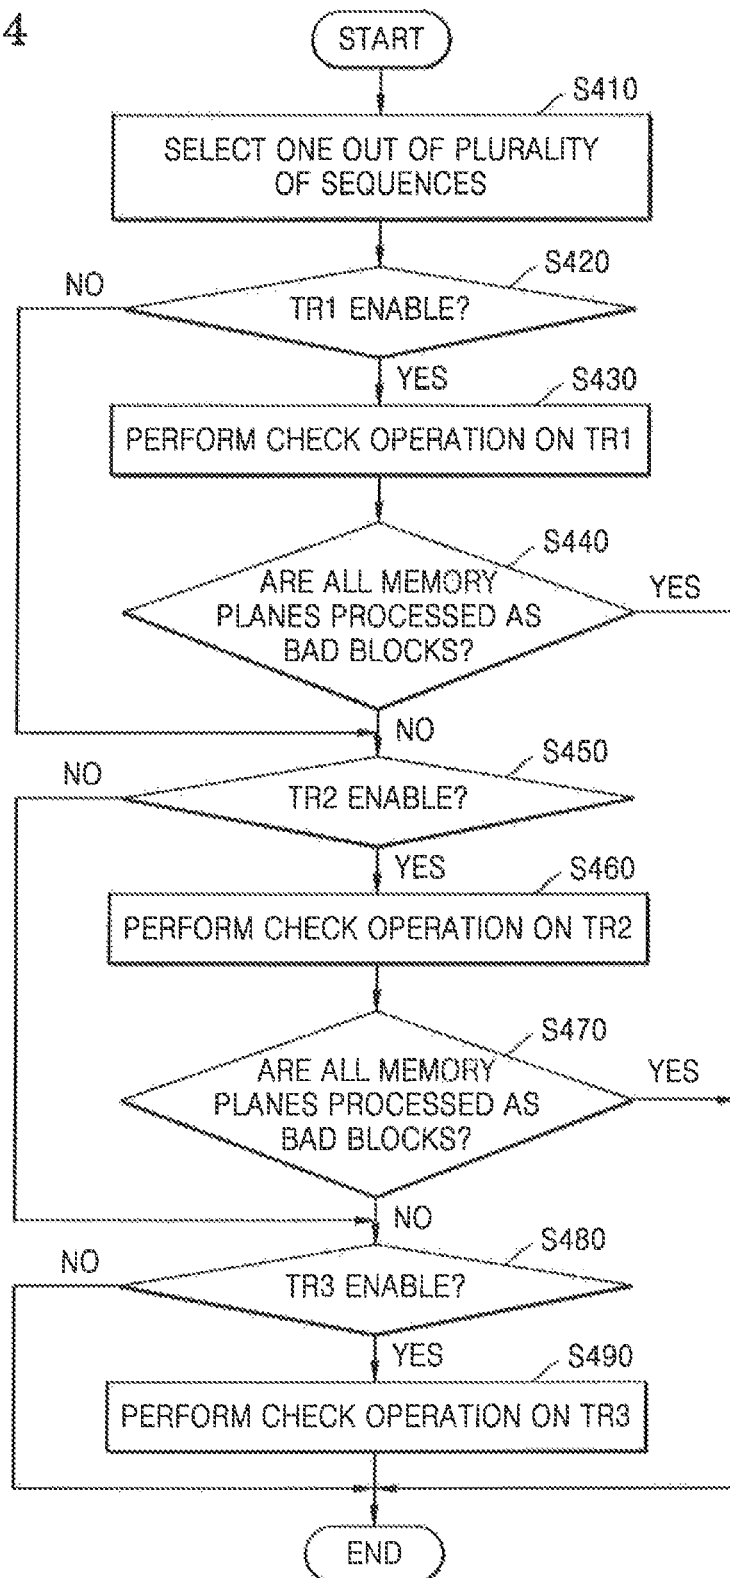 4
START
S410
SELECT ONE OUT OF PLURALITY
OF SEQUENCES
S420
NO
TR1 ENABLE?
YES
S430
PERFORM CHECK OPERATION ON TR1
S440
ARE ALL MEMORY
PLANES PROCESSED AS
BAD BLOCKS?
YES
NO
S450
NO
TR2 ENABLE?
YES
S460
PERFORM CHECK OPERATION ON TR2
S470
ARE ALL MEMORY
PLANES PROCESSED AS
BAD BLOCKS?
YES
NO
S480
NO
TR3 ENABLE?
YES
S490
PERFORM CHECK OPERATION ON TR3
END